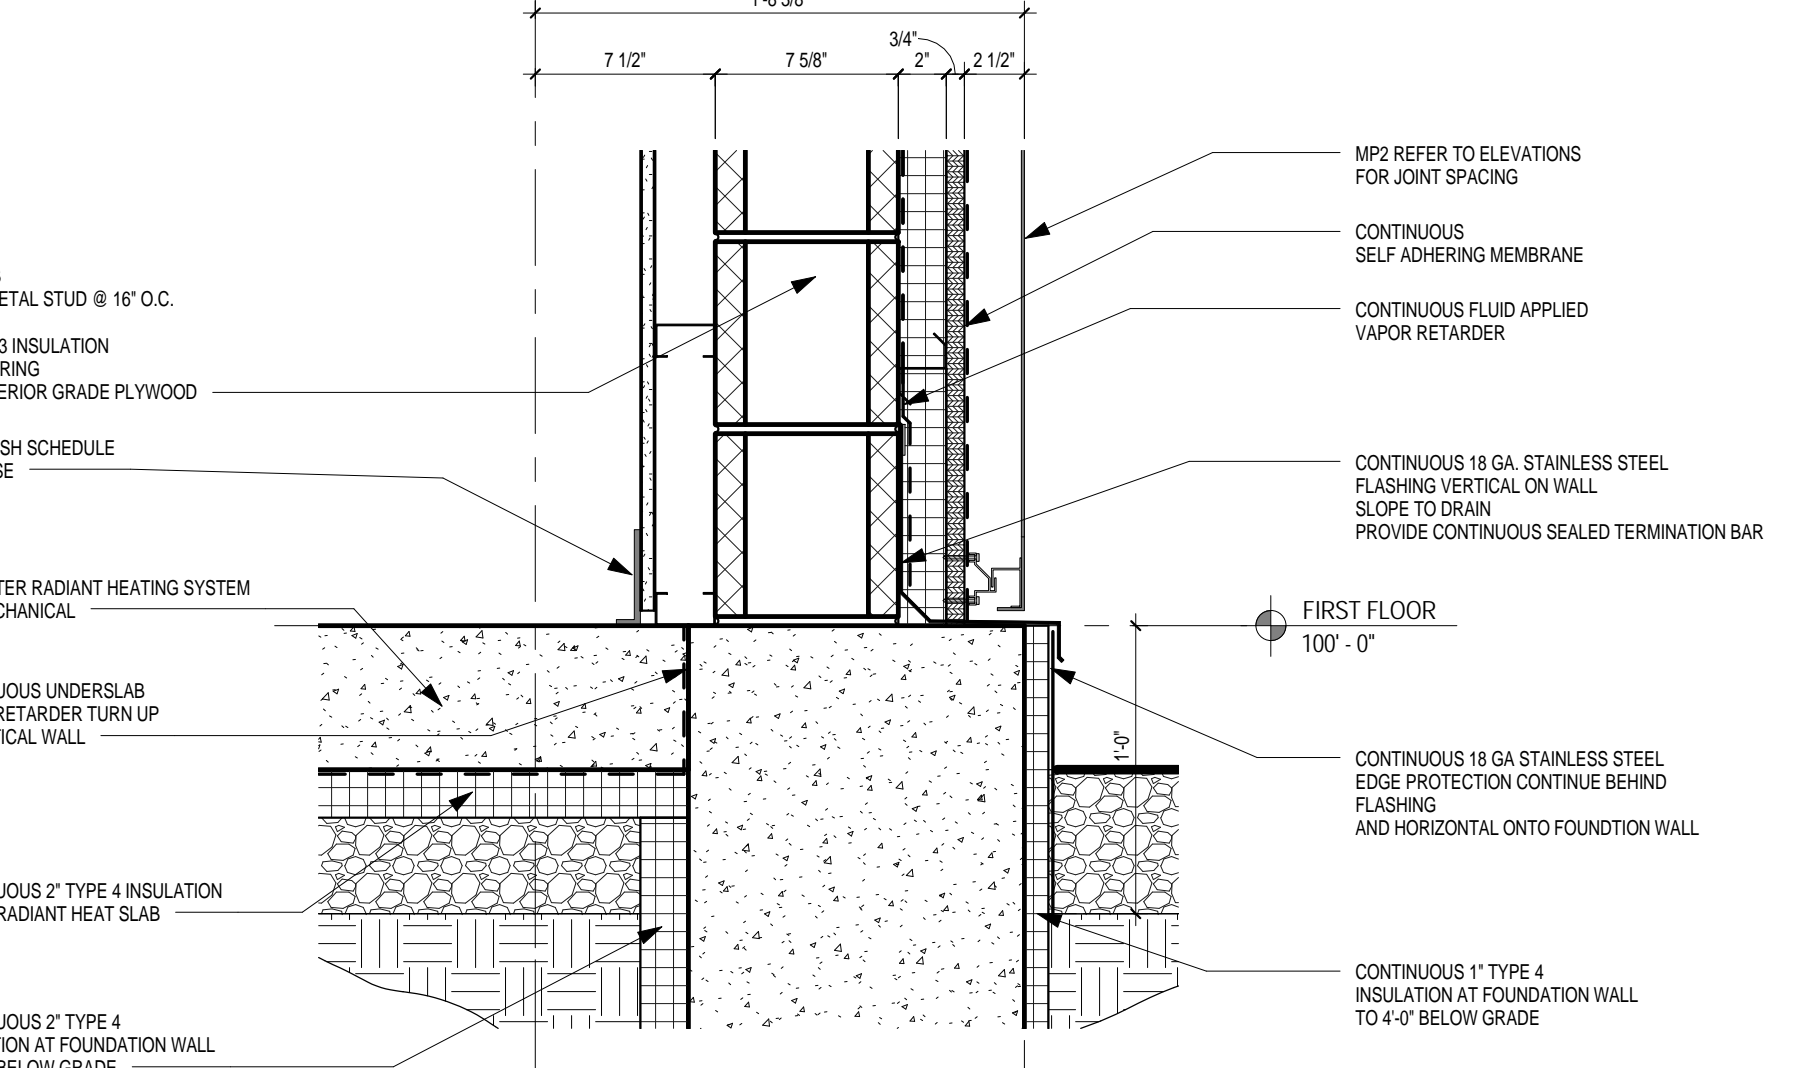 7 1/2"
7 5/8"
2"
3/4"
2 1/2"
MP2 REFER TO ELEVATIONS
FOR JOINT SPACING
CONTINUOUS
SELF ADHERING MEMBRANE
CONTINUOUS FLUID APPLIED
VAPOR RETARDER
CONTINUOUS 18 GA. STAINLESS STEEL
FLASHING VERTICAL ON WALL
SLOPE TO DRAIN
PROVIDE CONTINUOUS SEALED TERMINATION BAR
FIRST FLOOR
100' - 0"
1'-0"
CONTINUOUS 18 GA STAINLESS STEEL
EDGE PROTECTION CONTINUE BEHIND
FLASHING
AND HORIZONTAL ONTO FOUNDTION WALL
CONTINUOUS 1" TYPE 4
INSULATION AT FOUNDATION WALL
TO 4'-0" BELOW GRADE
ETAL STUD @ 16" O.C.
3 INSULATION
RING
ERIOR GRADE PLYWOOD
SH SCHEDULE
SE
TER RADIANT HEATING SYSTEM
CHANICAL
UOUS UNDERSLAB
RETARDER TURN UP
TICAL WALL
UOUS 2" TYPE 4 INSULATION
RADIANT HEAT SLAB
UOUS 2" TYPE 4
TION AT FOUNDATION WALL
BELOW GRADE